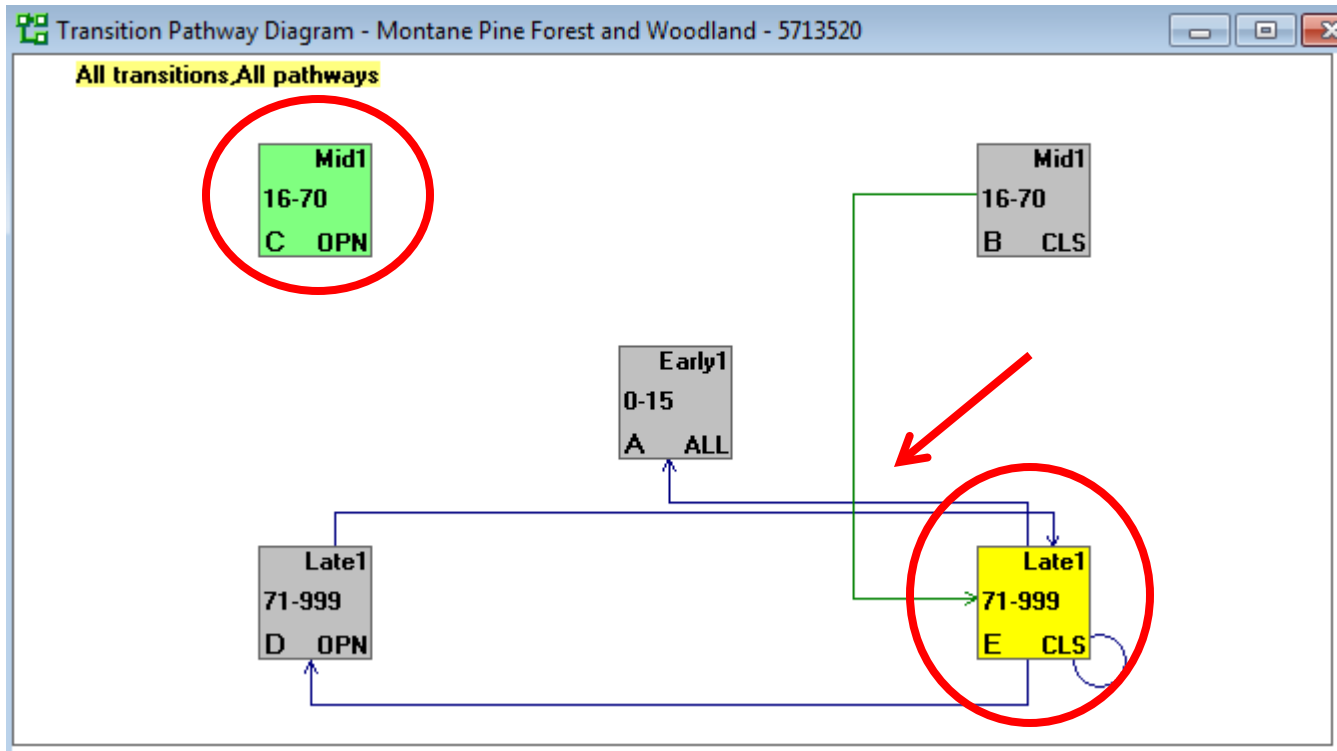 Transition Pathway Diagram - Montane Pine Forest and Woodland - 5713520
All transitions,All pathways
Mid1
16-70
C OPN
Mid1
16-70
B CLS
Early1
0-15
A ALL
Late1
71-999
D OPN
Late1
71-999
E CLS